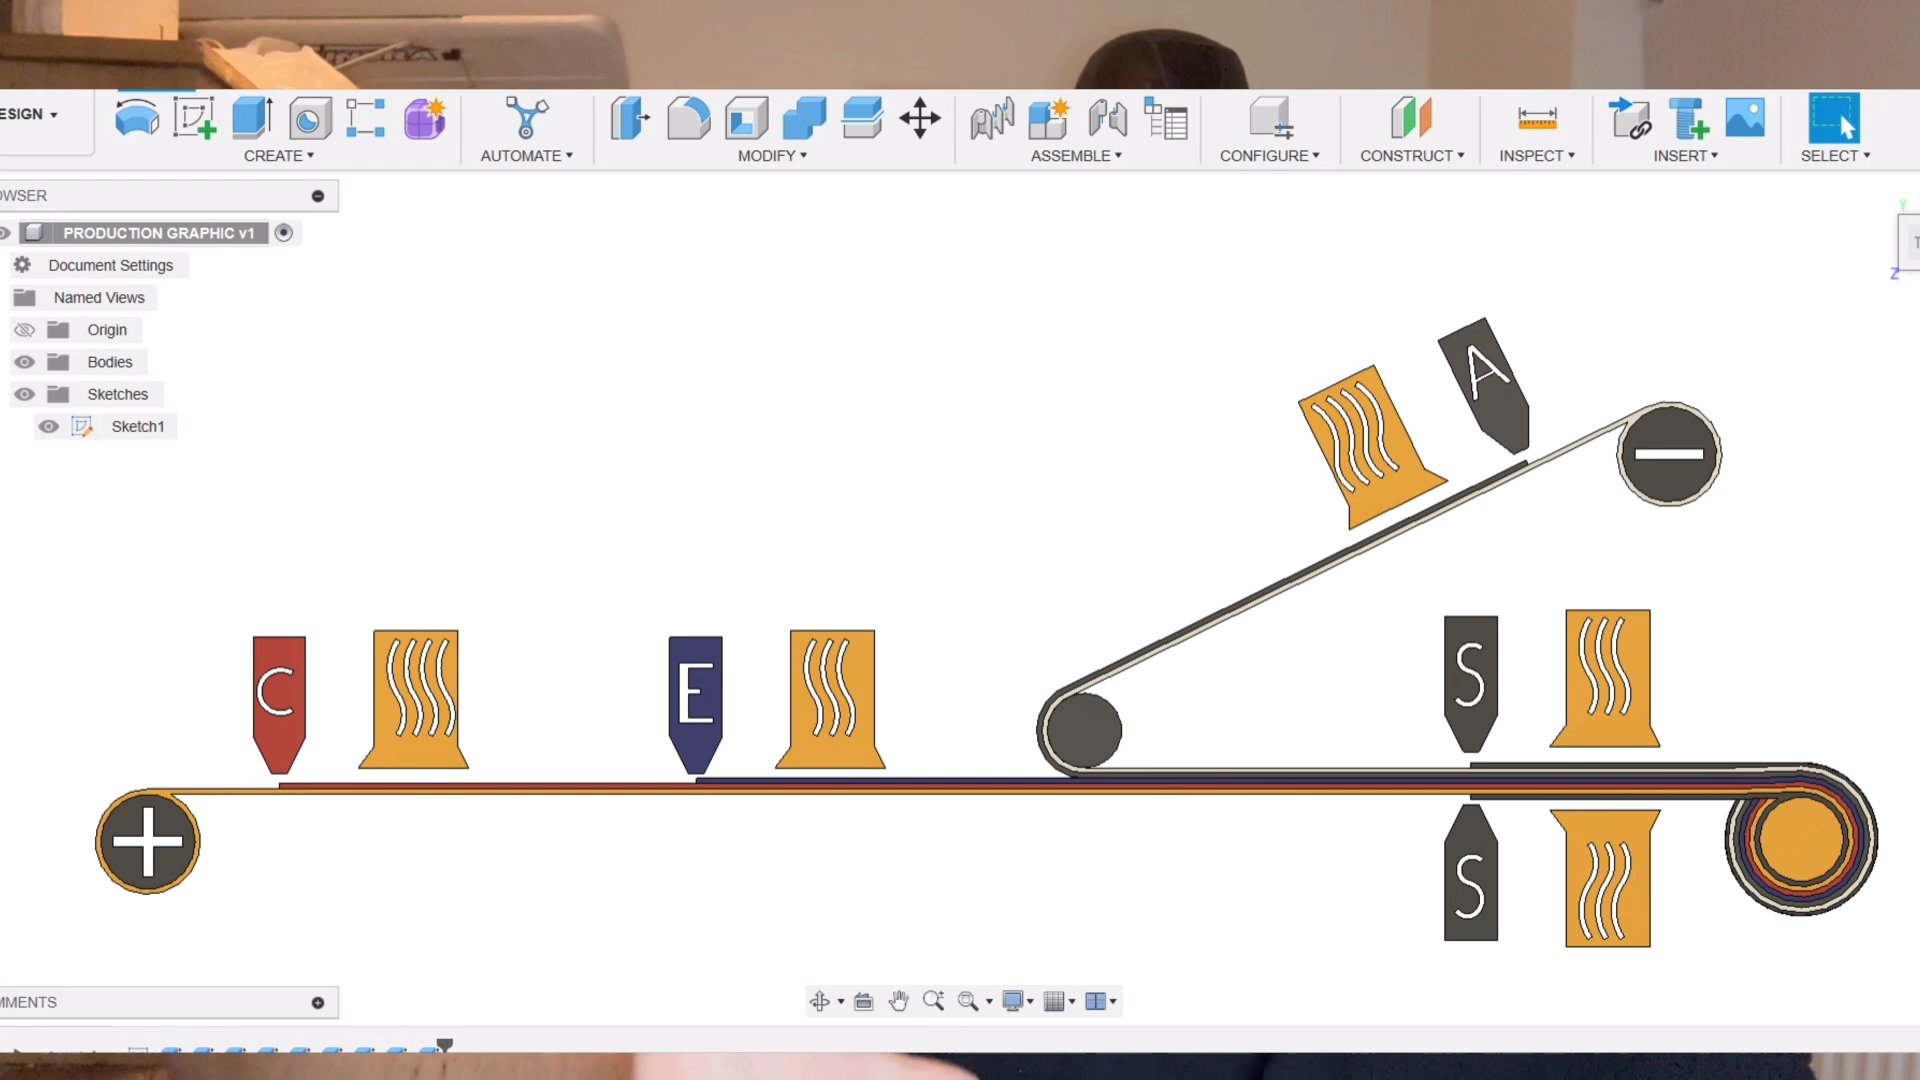 ESIGN
CREATE
AUTOMATE
MODIFY
ASSEMBLE
CONFIGURE
CONSTRUCT
INSPECT
INSERT
SELECT
OWSER
PRODUCTION GRAPHIC v1
Document Settings
Named Views
Origin
Bodies
Sketches
Sketch1
Y
T
Z
A
C
E
S
S
MMENTS